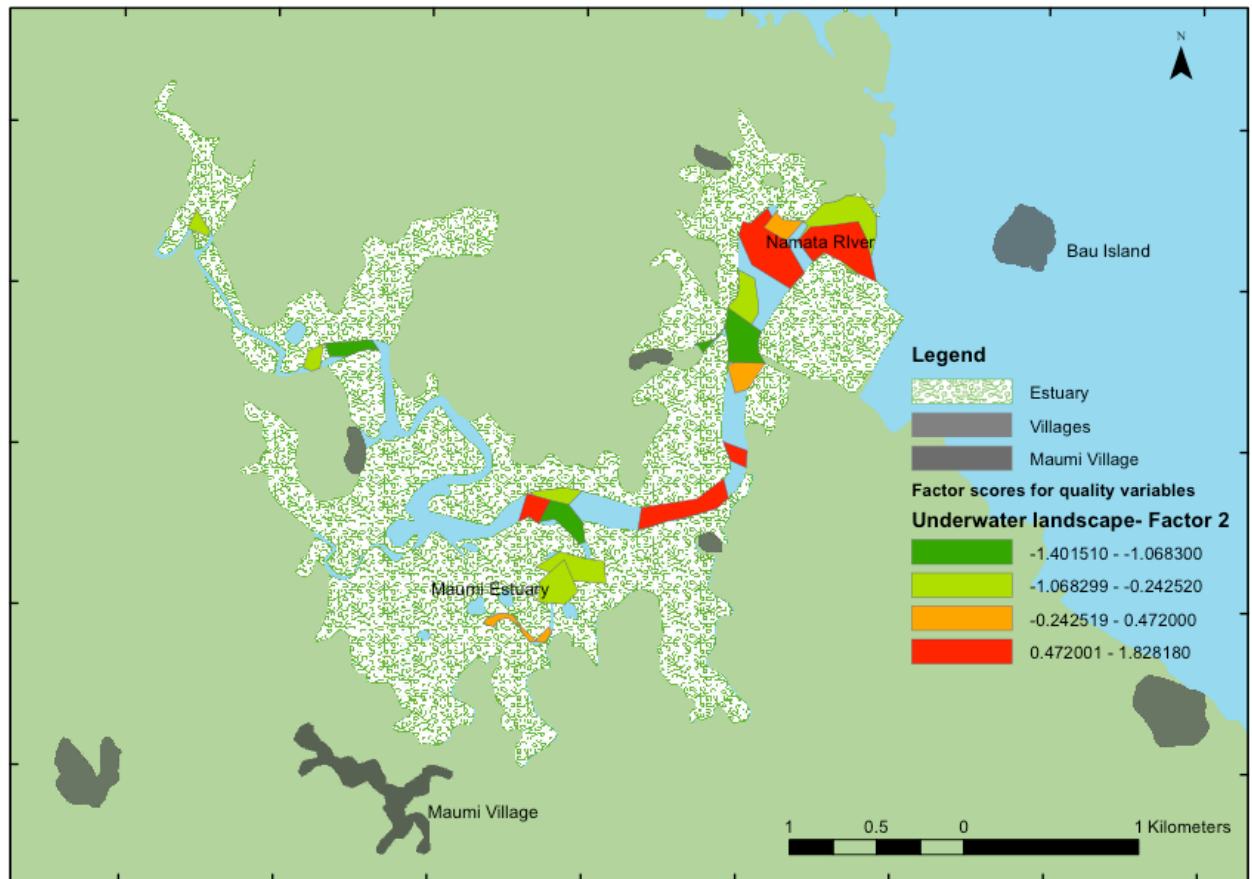 N
Namata RIver
Bau Island
Legend
Estuary
Villages
Maumi Village
Factor scores for quality variables
Underwater landscape- Factor 2
-1.401510 - -1.068300
-1.068299 - -0.242520
-0.242519 - 0.472000
0.472001 - 1.828180
Maumi Estuary
Maumi Village
1 0.5 0 1 Kilometers